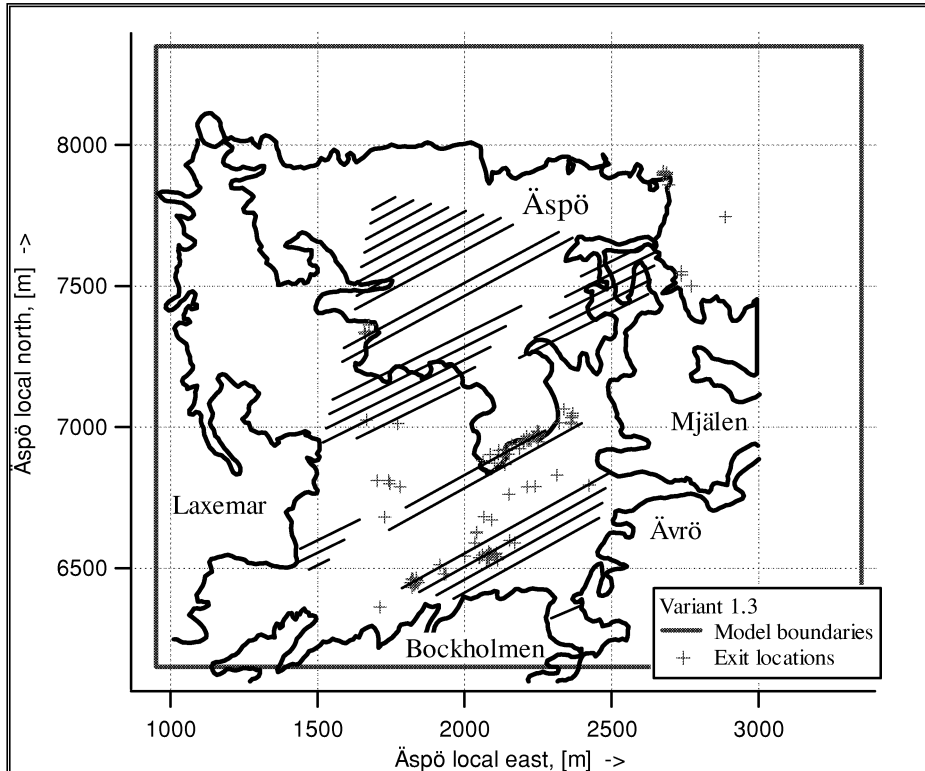 8000
7500
7000
6500
Äspö local north, [m] ->
Äspö
Mjälen
Laxemar
Ävrö
Bockholmen
Variant 1.3
Model boundaries
Exit locations
1000 1500 2000 2500 3000
Äspö local east, [m] ->